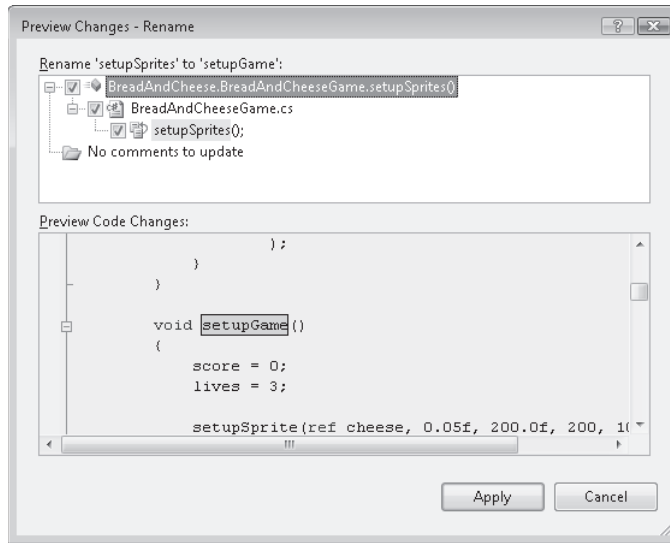 Preview Changes - Rename
Rename 'setupSprites' to 'setupGame':
BreadAndCheese.BreadAndCheeseGame.setupSprites()
BreadAndCheeseGame.cs
setupSprites();
No comments to update
Preview Code Changes:
);
}
}
void setupGame()
{
score = 0;
lives = 3;
setupSprite(ref cheese, 0.05f, 200.0f, 200,
Apply
Cancel